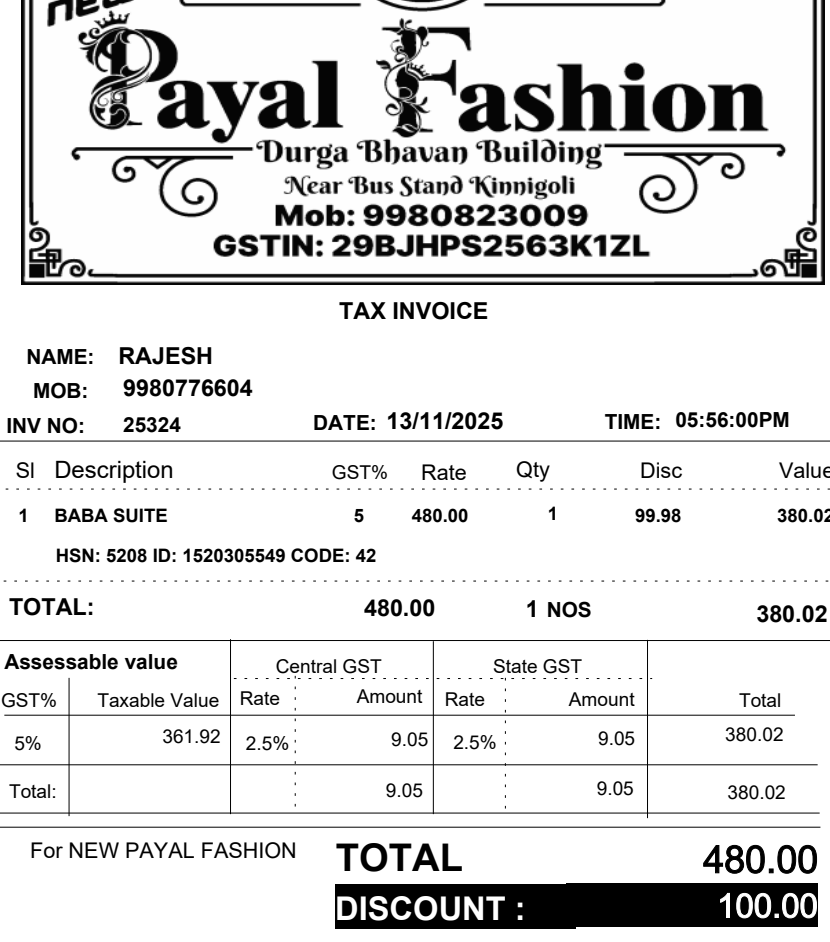 new
Payal Fashion
Durga Bhavan Building
Near Bus Stand Kinnigoli
Mob: 9980823009
GSTIN: 29BJHPS2563K1ZL
TAX INVOICE
NAME: RAJESH
MOB: 9980776604
INV NO: 25324 DATE: 13/11/2025 TIME: 05:56:00PM
Sl Description GST% Rate Qty Disc Value
1 BABA SUITE 5 480.00 1 99.98 380.02
HSN: 5208 ID: 1520305549 CODE: 42
TOTAL: 480.00 1 NOS 380.02
Assessable value Central GST State GST
GST% Taxable Value Rate Amount Rate Amount Total
5% 361.92 2.5% 9.05 2.5% 9.05 380.02
Total: 9.05 9.05 380.02
For NEW PAYAL FASHION TOTAL 480.00
DISCOUNT : 100.00